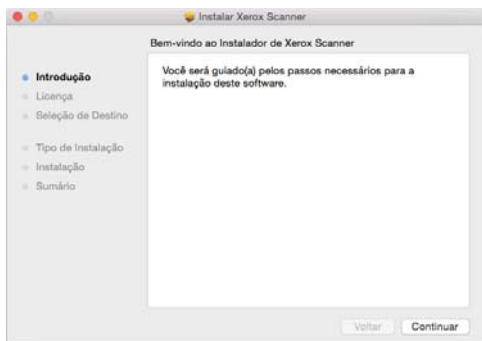 Instalar Xerox Scanner
Bem-vindo ao Instalador de Xerox Scanner
Introdução
Licença
Seleção de Destino
Tipo de Instalação
Instalação
Sumário
Você será guiado(a) pelos passos necessários para a
instalação deste software.
Voltar
Continuar